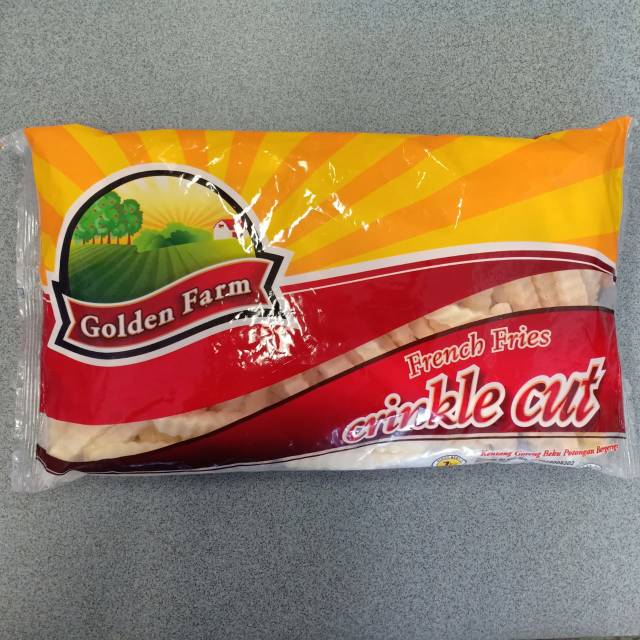 Golden Farm
French Fries
crinkle cut
Kentang Goreng Beku Potongan Bergerigi